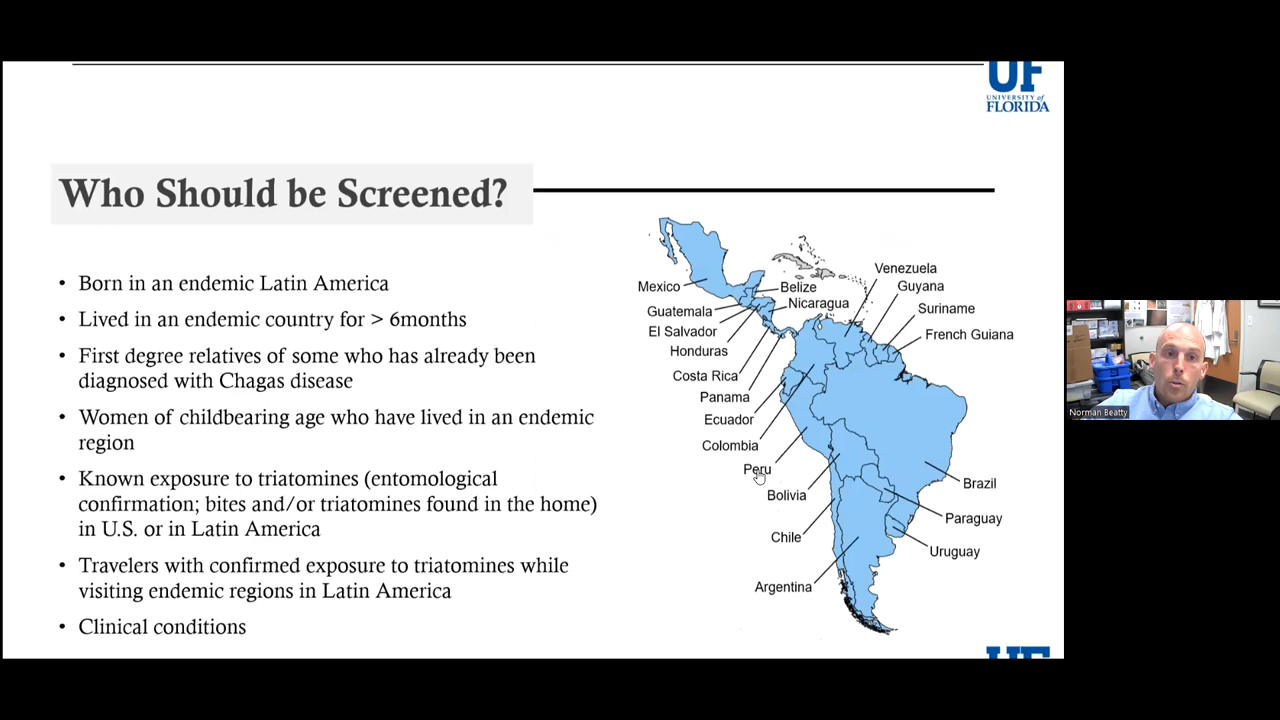 UF
UNIVERSITY of
FLORIDA
Who Should be Screened?
• Born in an endemic Latin America
• Lived in an endemic country for > 6months
• First degree relatives of some who has already been
diagnosed with Chagas disease
• Women of childbearing age who have lived in an endemic
region
• Known exposure to triatomines (entomological
confirmation; bites and/or triatomines found in the home)
in U.S. or in Latin America
• Travelers with confirmed exposure to triatomines while
visiting endemic regions in Latin America
• Clinical conditions
Mexico
Guatemala
El Salvador
Honduras
Costa Rica
Panama
Ecuador
Colombia
Peru
Bolivia
Chile
Argentina
Belize
Nicaragua
Venezuela
Guyana
Suriname
French Guiana
Brazil
Paraguay
Uruguay
UF
Norman Beatty